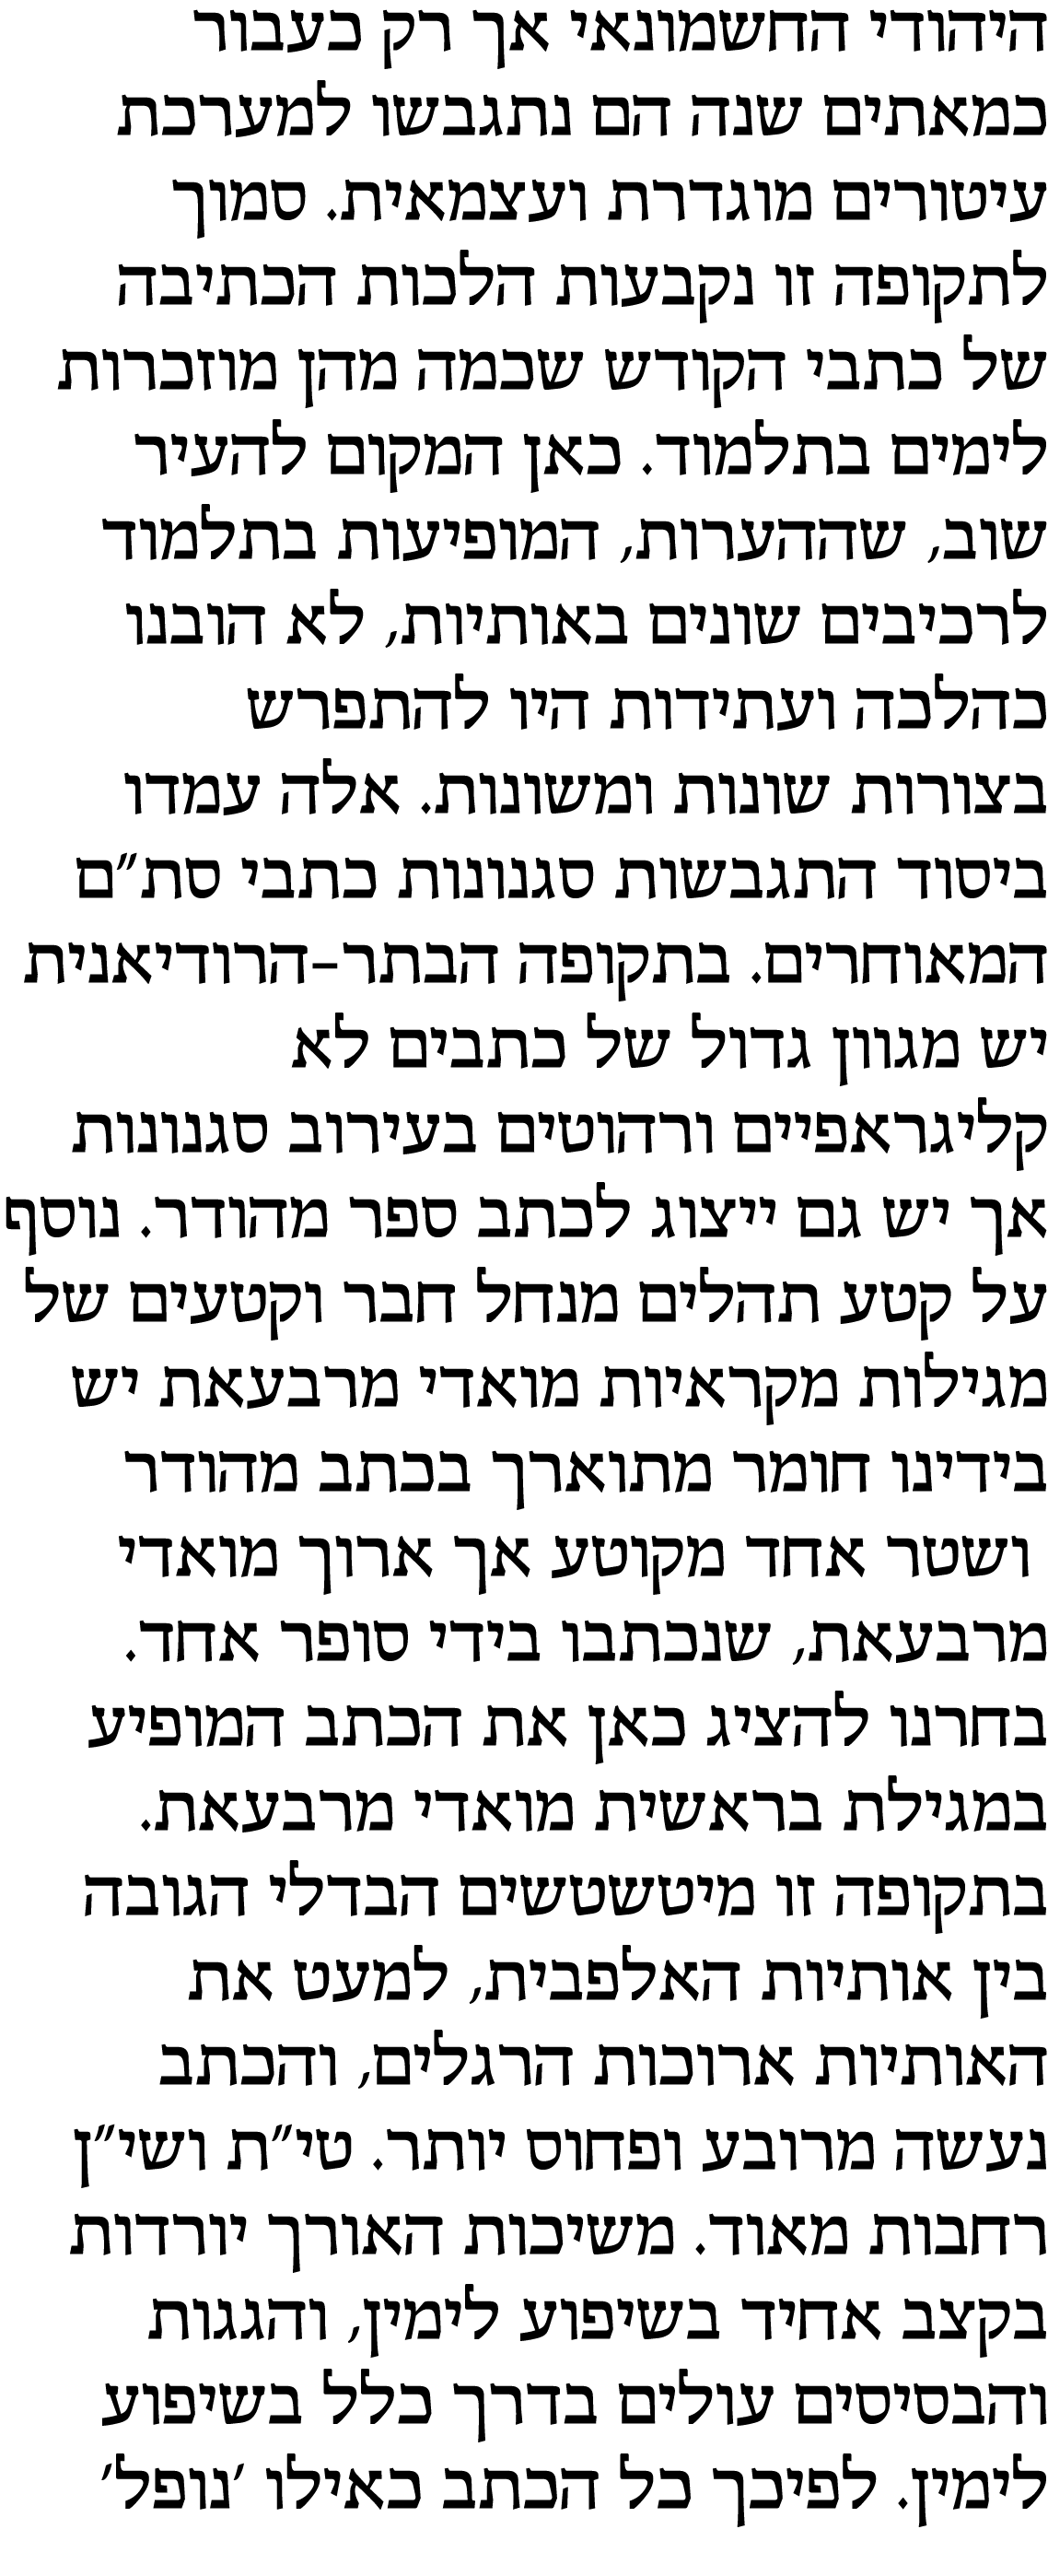 היהודי החשמונאי אך רק כעבור
כמאתים שנה הם נתגבשו למערכת
עיטורים מוגדרת ועצמאית. סמוך
לתקופה זו נקבעות הלכות הכתיבה
של כתבי הקודש שכמה מהן מוזכרות
לימים בתלמוד. כאן המקום להעיר
שוב, שההערות, המופיעות בתלמוד
לרכיבים שונים באותיות, לא הובנו
כהלכה ועתידות היו להתפרש
בצורות שונות ומשונות. אלה עמדו
ביסוד התגבשות סגנונות כתבי סת״ם
המאוחרים. בתקופה הבתר-הרודיאנית
יש מגוון גדול של כתבים לא
קליגראפיים ורהוטים בעירוב סגנונות
אך יש גם ייצוג לכתב ספר מהודר. נוסף
על קטע תהלים מנחל חבר וקטעים של
מגילות מקראיות מואדי מרבעאת יש
בידינו חומר מתוארך בכתב מהודר
ושטר אחד מקוטע אך ארוך מואדי
מרבעאת, שנכתבו בידי סופר אחד.
בחרנו להציג כאן את הכתב המופיע
במגילת בראשית מואדי מרבעאת.
בתקופה זו מיטשטשים הבדלי הגובה
בין אותיות האלפבית, למעט את
האותיות ארוכות הרגלים, והכתב
נעשה מרובע ופחוס יותר. טי״ת ושי״ן
רחבות מאוד. משיכות האורך יורדות
בקצב אחיד בשיפוע לימין, והגגות
והבסיסים עולים בדרך כלל בשיפוע
לימין. לפיכך כל הכתב כאילו ׳נופל׳